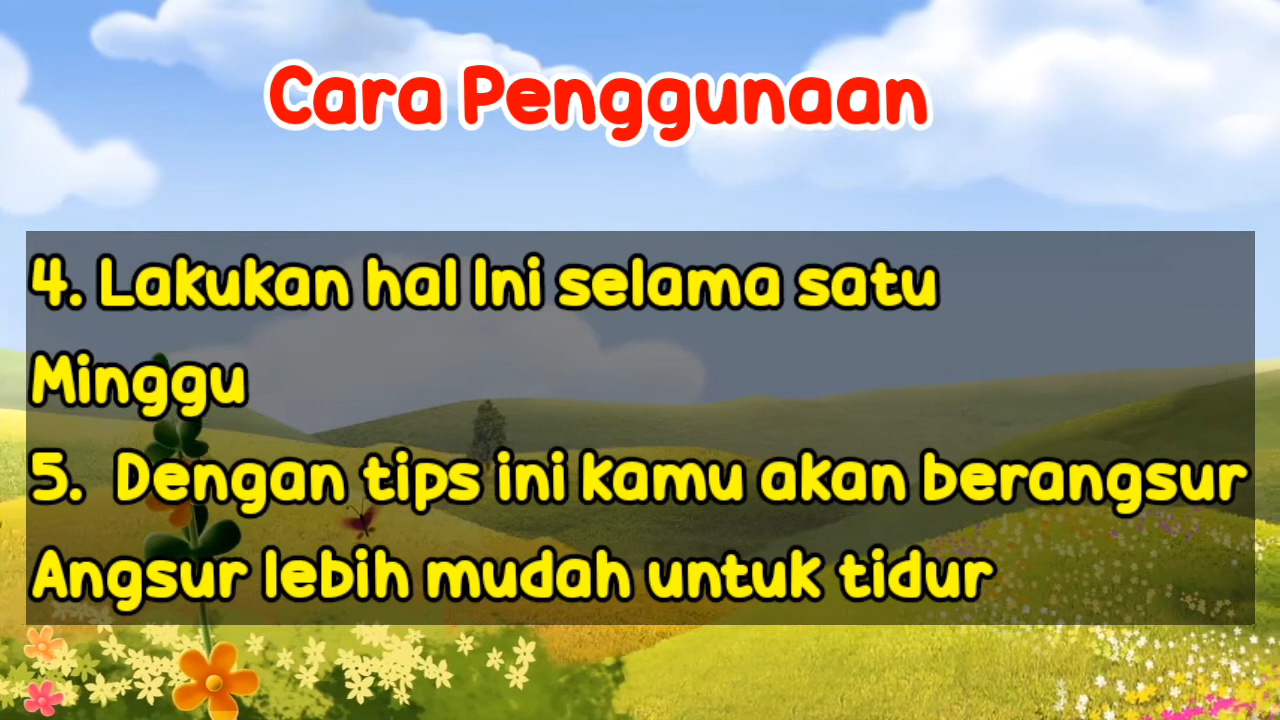 Cara Penggunaan
4. Lakukan hal Ini selama satu
Minggu
5. Dengan tips ini kamu akan berangsur
Angsur lebih mudah untuk tidur